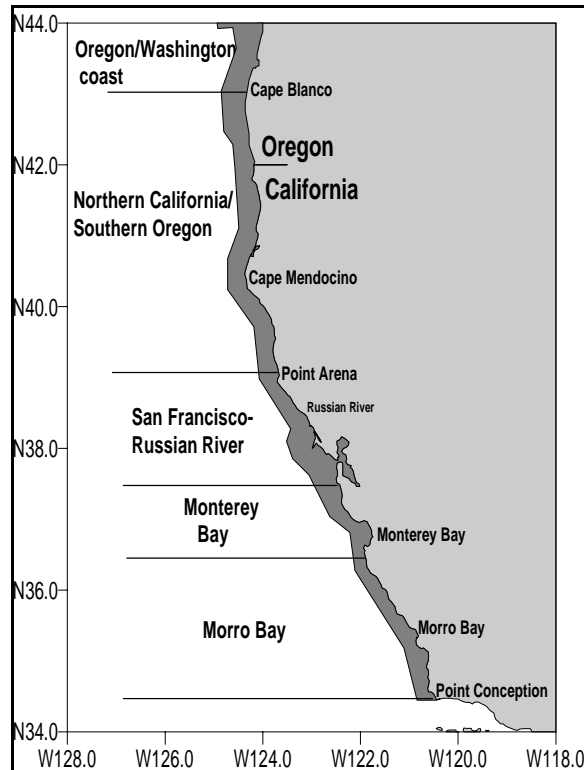 N44.0
Oregon/Washington
coast
Cape Blanco
Oregon
N42.0
California
Northern California/
Southern Oregon
Cape Mendocino
N40.0
Point Arena
Russian River
San Francisco-
Russian River
N38.0
Monterey
Bay
Monterey Bay
N36.0
Morro Bay
Morro Bay
Point Conception
N34.0
W128.0 W126.0 W124.0 W122.0 W120.0 W118.0